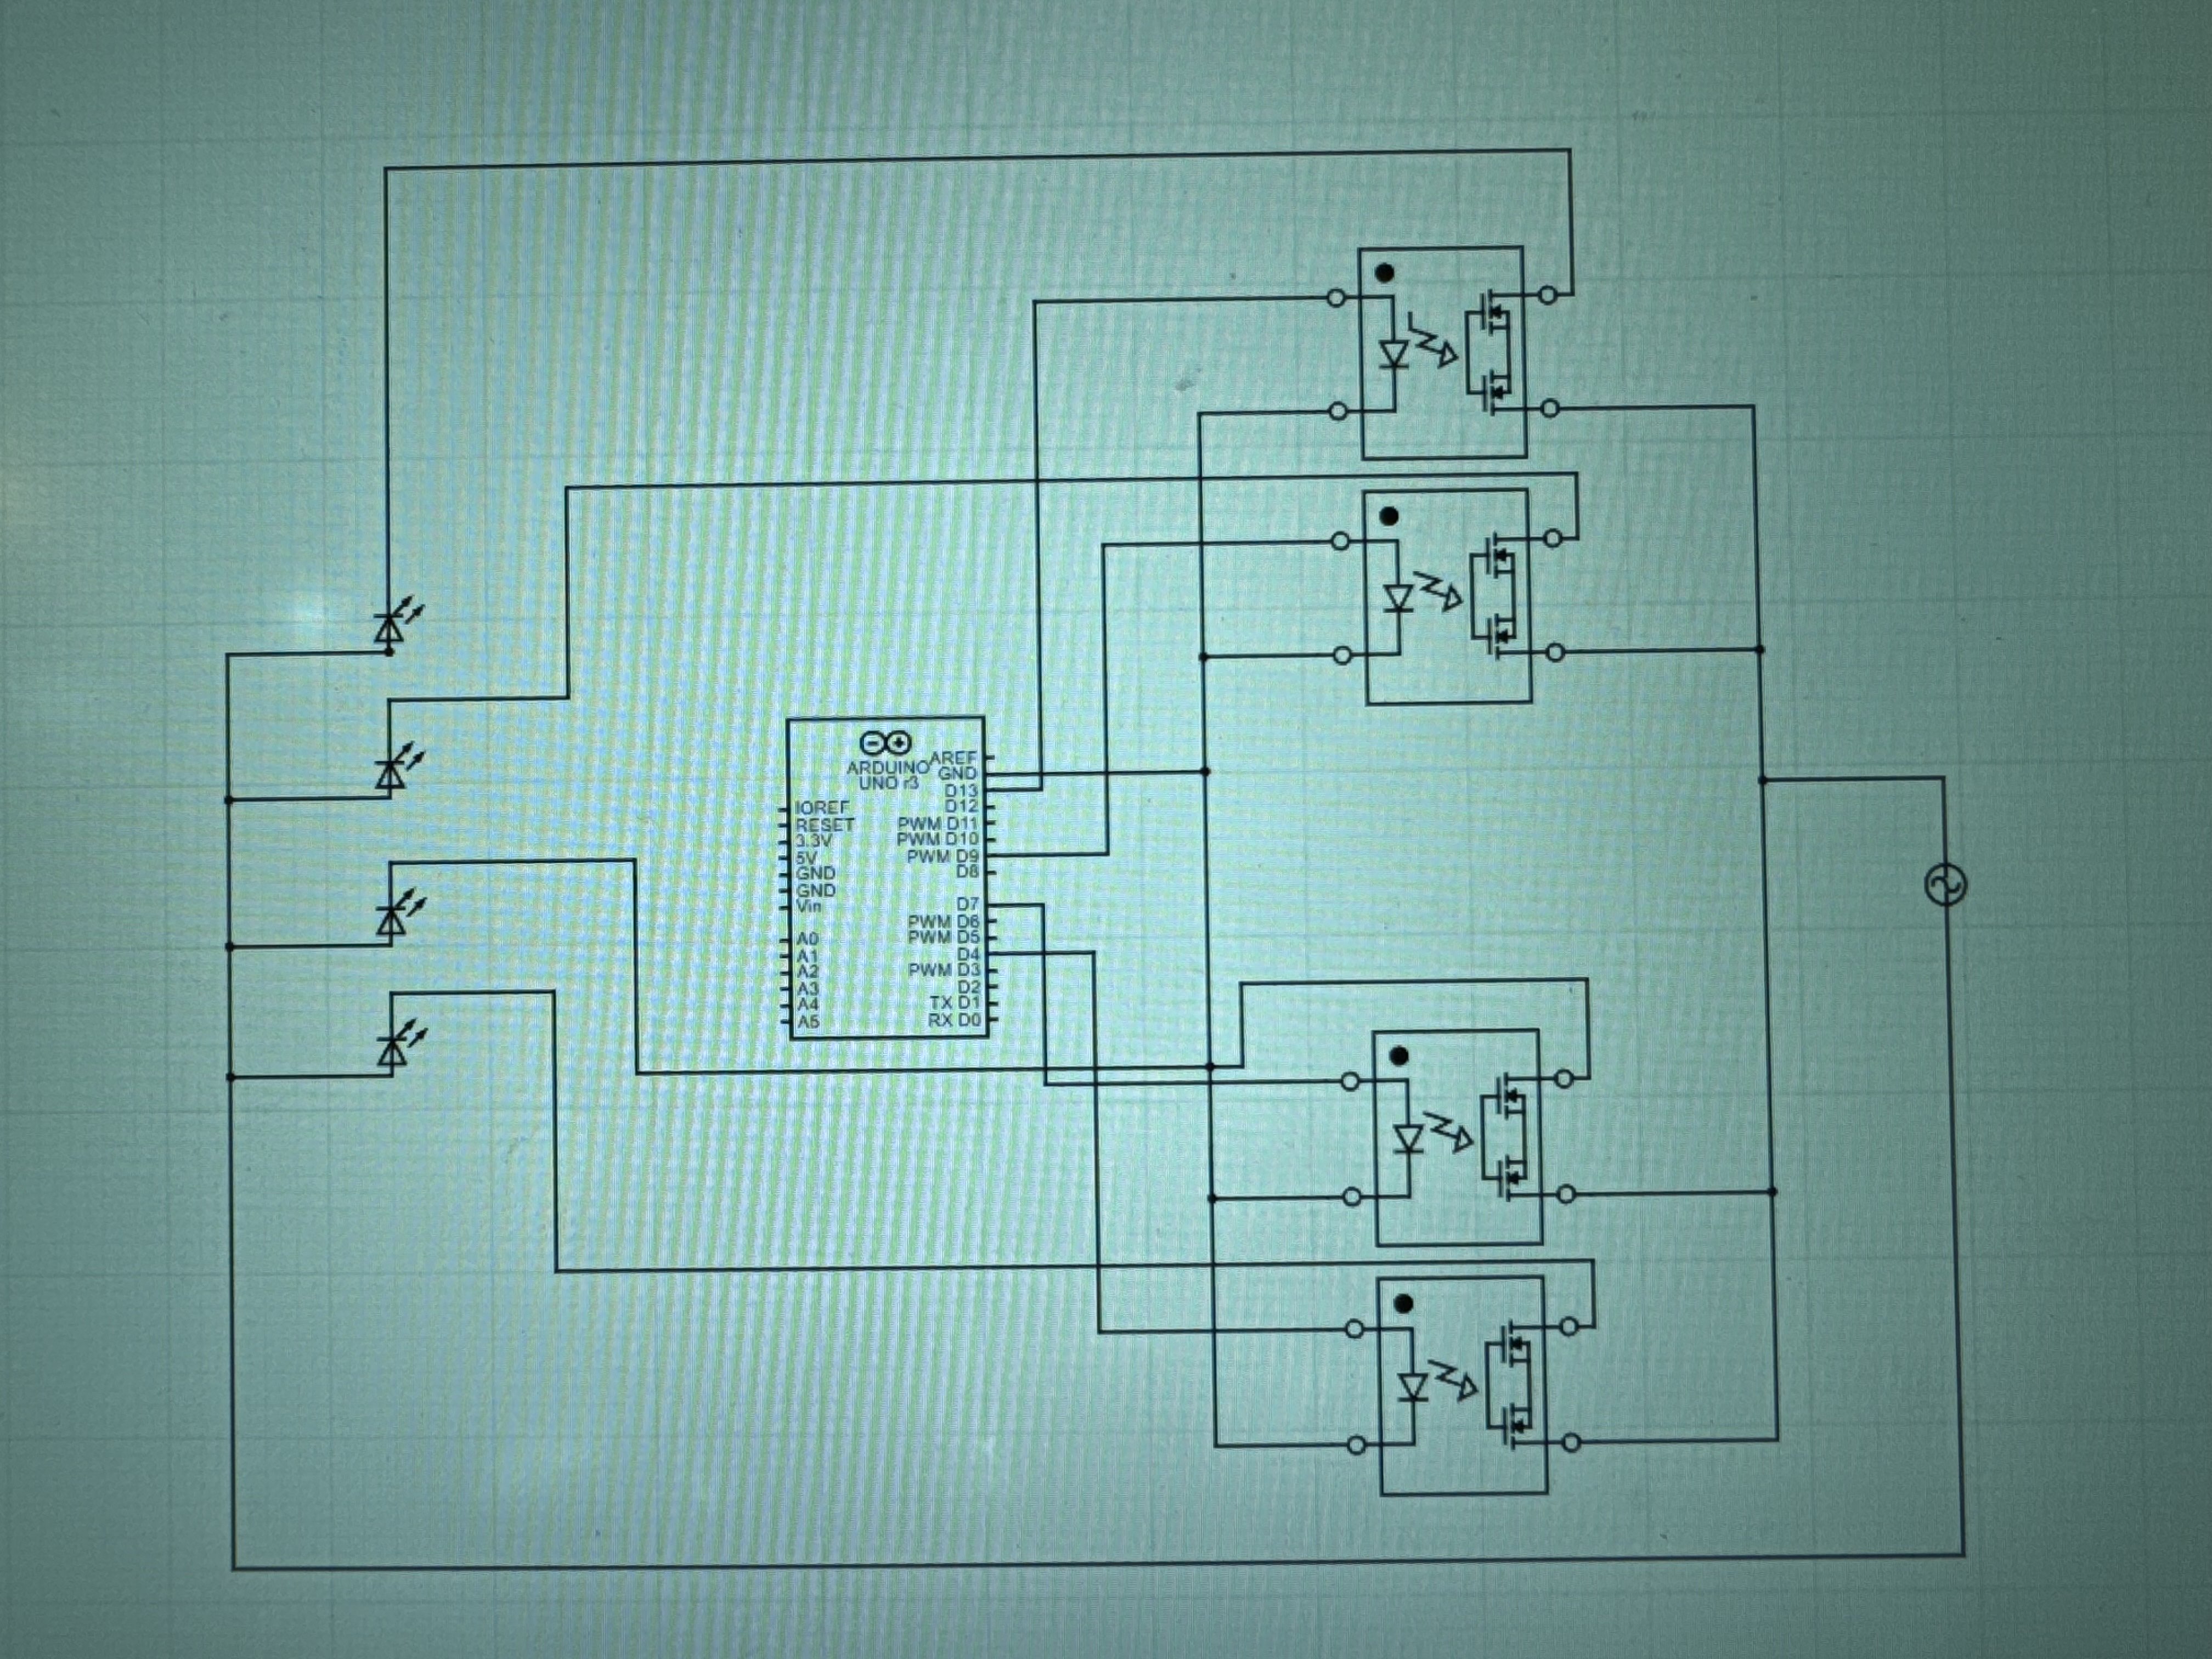 ARDUINO
UNO r3
AREF
GND
D13
D12
PWM D11
PWM D10
PWM D9
D8
D7
PWM D6
PWM D5
D4
PWM D3
D2
TX D1
RX D0
IOREF
RESET
3.3V
5V
GND
GND
Vin
A0
A1
A2
A3
A4
A5